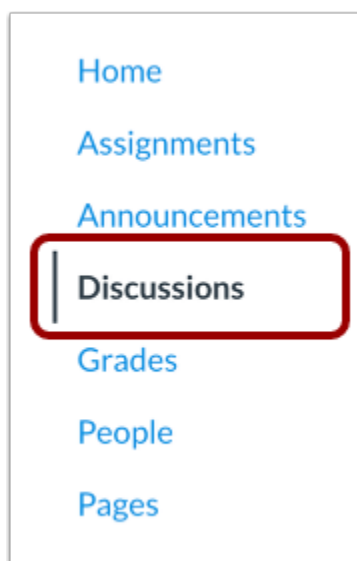 Home
Assignments
Announcements
Discussions
Grades
People
Pages